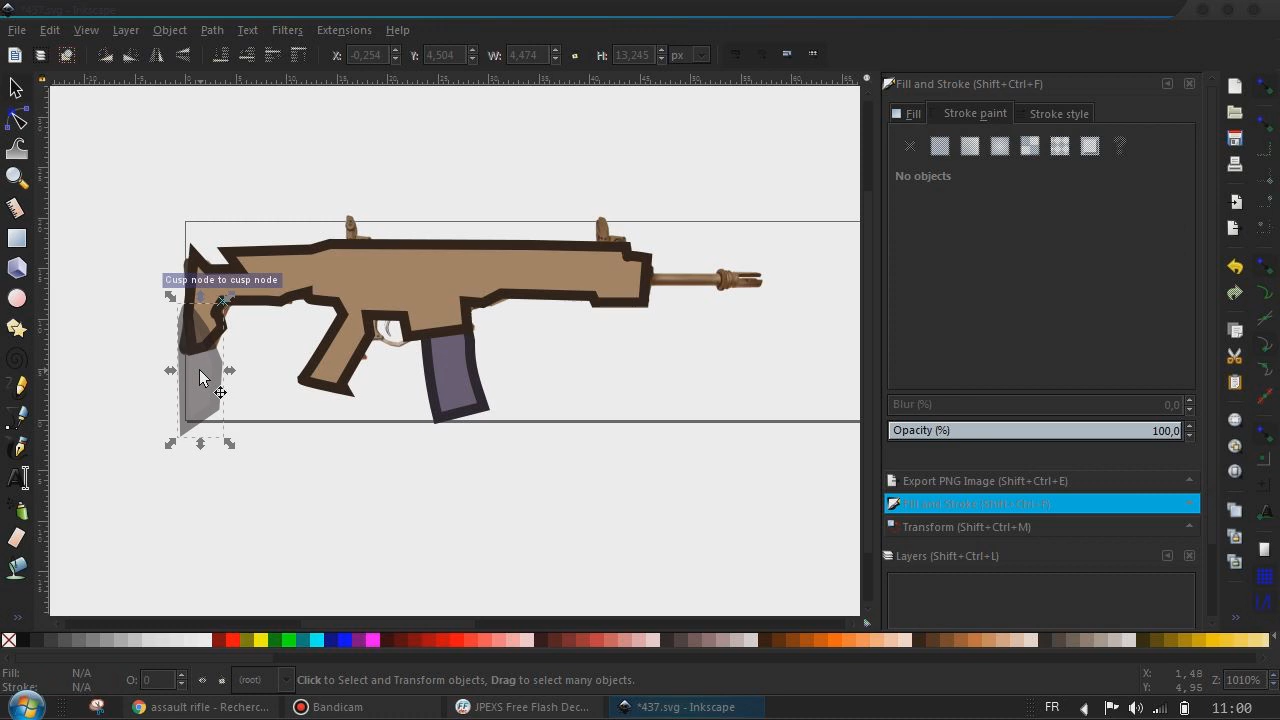 *437.svg - Inkscape
File Edit View Layer Object Path Text Filters Extensions Help
X: -0,254 Y: 4,504 W: 4,474 H: 13,245 px
Fill and Stroke (Shift+Ctrl+F)
Fill Stroke paint Stroke style
No objects
Cusp node to cusp node
Blur (%) 0,0
Opacity (%) 100,0
Export PNG Image (Shift+Ctrl+E)
Fill and Stroke (Shift+Ctrl+F)
Transform (Shift+Ctrl+M)
Layers (Shift+Ctrl+L)
Fill: N/A
Stroke: N/A
O: 0
(root)
Click to Select and Transform objects, Drag to select many objects.
X: 1,48
Y: 4,95
Z: 1010%
assault rifle - Recherc...
Bandicam
JPEXS Free Flash Dec...
*437.svg - Inkscape
FR
11:00